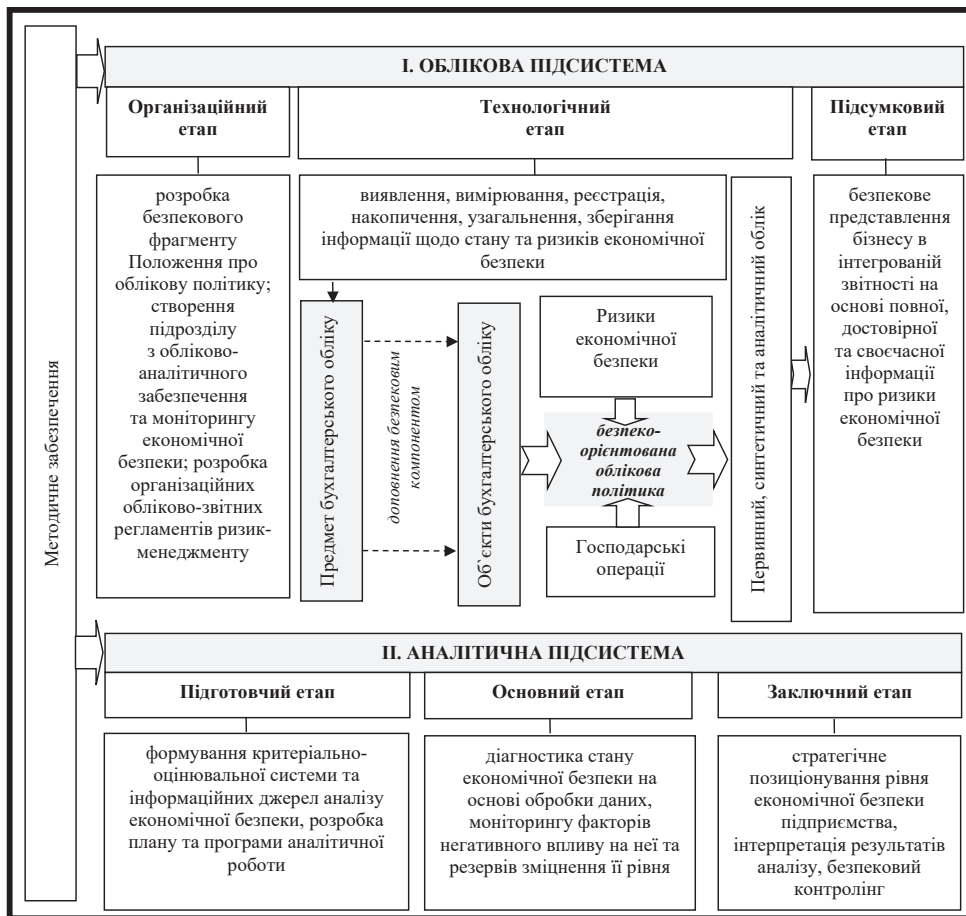 Методичне забезпечення
І. ОБЛІКОВА ПІДСИСТЕМА
Організаційний
етап
Технологічний
етап
Підсумковий
етап
розробка
безпекового
фрагменту
Положення про
облікову політику;
створення
підрозділу
з обліково-
аналітичного
забезпечення
та моніторингу
економічної
безпеки; розробка
організаційних
обліково-звітних
регламентів ризик-
менеджменту
виявлення, вимірювання, реєстрація,
накопичення, узагальнення, зберігання
інформації щодо стану та ризиків економічної
безпеки
Предмет бухгалтерського обліку
доповнення безпековим
компонентом
Об`єкти бухгалтерського обліку
Ризики
економічної
безпеки
безпеко-
орієнтована
облікова
політика
Господарські
операції
Первинний, синтетичний та аналітичний облік
безпекове
представлення
бізнесу в
інтегрованій
звітності на
основі повної,
достовірної
та своєчасної
інформації
про ризики
економічної
безпеки
ІІ. АНАЛІТИЧНА ПІДСИСТЕМА
Підготовчий етап
Основний етап
Заключний етап
формування критеріально-
оцінювальної системи та
інформаційних джерел аналізу
економічної безпеки, розробка
плану та програми аналітичної
роботи
діагностика стану
економічної безпеки на
основі обробки даних,
моніторингу факторів
негативного впливу на неї та
резервів зміцнення її рівня
стратегічне
позиціонування рівня
економічної безпеки
підприємства,
інтерпретація результатів
аналізу, безпековий
контролінг